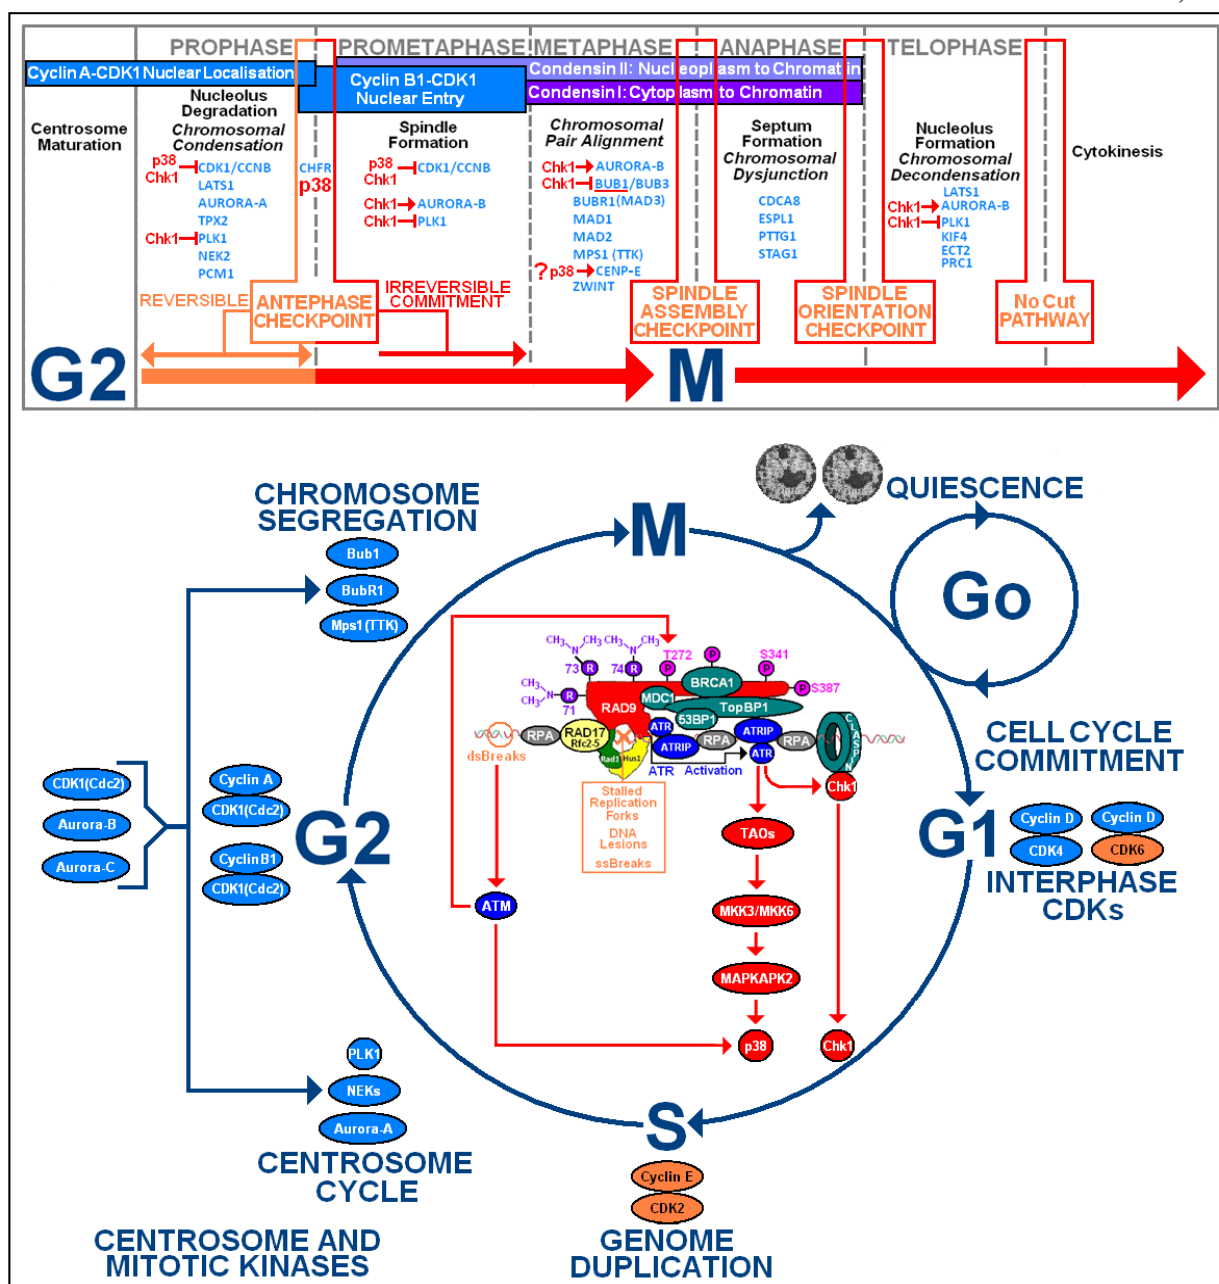 PROPHASE
PROMETAPHASE
METAPHASE
ANAPHASE
TELOPHASE
Cyclin A-CDK1 Nuclear Localisation
Cyclin B1-CDK1
Nuclear Entry
Condensin II: Nucleoplasm to Chromatin
Condensin I: Cytoplasm to Chromatin
Centrosome
Maturation
Nucleolus
Degradation
Chromosomal
Condensation
p38
Chk1
CDK1/CCNB
LATS1
AURORA-A
TPX2
Chk1
PLK1
NEK2
PCM1
CHFR
p38
Spindle
Formation
p38
Chk1
CDK1/CCNB
Chk1
AURORA-B
Chk1
PLK1
Chromosomal
Pair Alignment
Chk1
AURORA-B
Chk1
BUB1/BUB3
BUBR1(MAD3)
MAD1
MAD2
MPS1 (TTK)
? p38
CENP-E
ZWINT
Septum
Formation
Chromosomal
Dysjunction
CDCA8
ESPL1
PTTG1
STAG1
Nucleolus
Formation
Chromosomal
Decondensation
LATS1
Chk1
AURORA-B
Chk1
PLK1
KIF4
ECT2
PRC1
Cytokinesis
REVERSIBLE
ANTEPHASE
CHECKPOINT
IRREVERSIBLE
COMMITMENT
SPINDLE
ASSEMBLY
CHECKPOINT
SPINDLE
ORIENTATION
CHECKPOINT
No Cut
PATHWAY
G2
M
CHROMOSOME
SEGREGATION
Bub1
BubR1
Mps1(TTK)
M
QUIESCENCE
Go
CELL CYCLE
COMMITMENT
G1
Cyclin D
CDK4
Cyclin D
CDK6
INTERPHASE
CDKs
CH3
CH3
N
73
R
CH3
CH3
N
74
R
CH3
CH3
N
R
71
T272
P
P
S341
P
P
S387
BRCA1
MDC1
RAD9
TopBP1
53BP1
ATR
ATRIP
ATRIP
ATR
RPA
RPA
RPA
RAD17
Rfc2-5
Rad1
Hus1
CLASPIN
dsBreaks
ATR Activation
Chk1
Stalled
Replication
Forks
DNA
Lesions
ssBreaks
TAOs
MKK3/MKK6
MAPKAPK2
p38
Chk1
ATM
CDK1(Cdc2)
Aurora-B
Aurora-C
Cyclin A
CDK1(Cdc2)
Cyclin B1
CDK1(Cdc2)
G2
PLK1
NEKs
Aurora-A
CENTROSOME
CYCLE
CENTROSOME AND
MITOTIC KINASES
S
Cyclin E
CDK2
GENOME
DUPLICATION